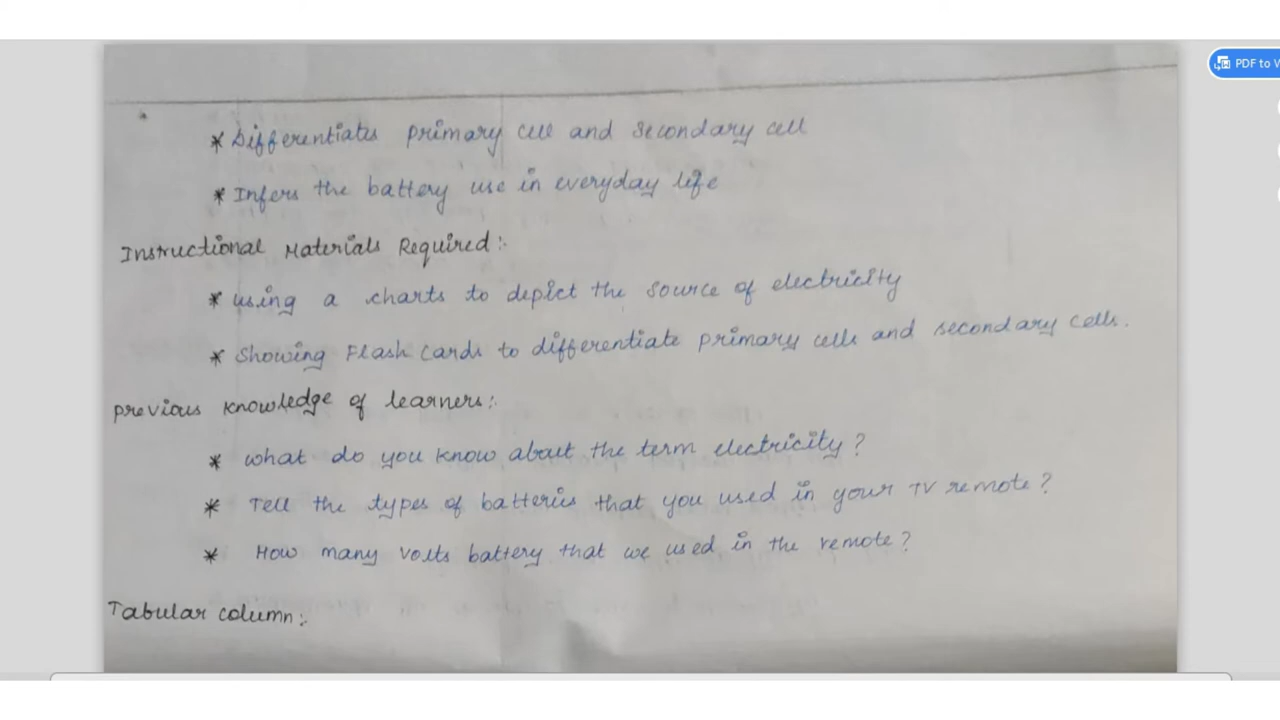 * Differentiates primary cell and secondary cell
* Infers the battery use in everyday life
Instructional Materials Required:
* using a charts to depict the source of electricity
* Showing Flash cards to differentiate primary cells and secondary cells.
previous knowledge of learners:
* what do you know about the term electricity?
* Tell the types of batteries that you used in your TV remote?
* How many volts battery that we used in the remote?
Tabular column:
PDF to